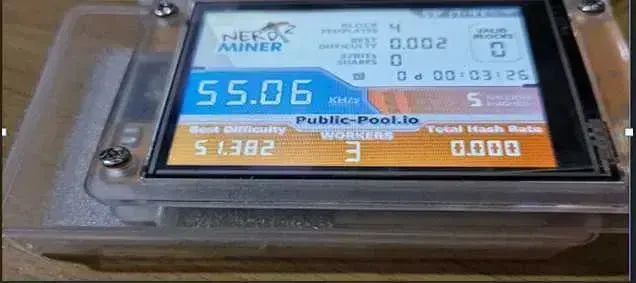 NERD 2
MINER
BLOCK
TEMPLATES 4
BEST
DIFFICULTY 0.002
32BITS
SHARES 0
VALID
BLOCKS
0
0 d 00:03:26
55.06 KH/s
5
Public-Pool.io
Best Difficulty WORKERS Total Hash Rate
51.382 3 0.000